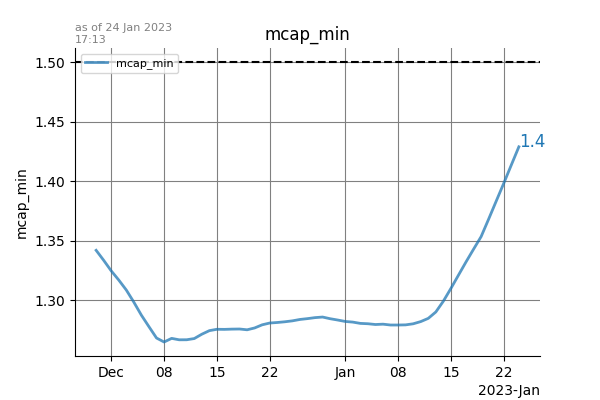 as of 24 Jan 2023
17:13
mcap_min
mcap_min
1.50
1.45
1.40
1.35
1.30
mcap_min
1.4
Dec
08
15
22
Jan
08
15
22
2023-Jan